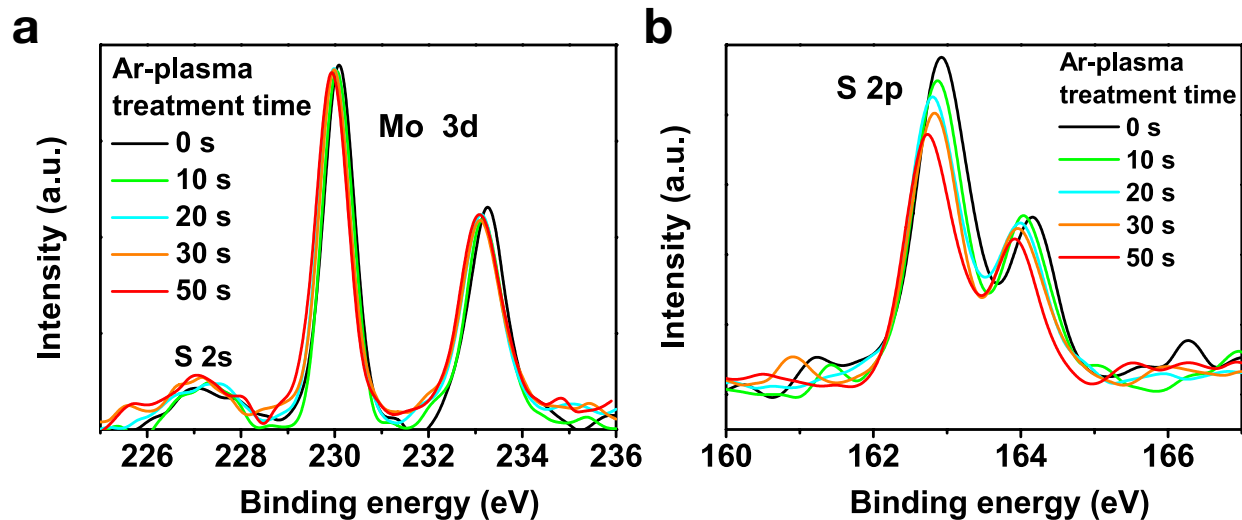 a
Intensity (a.u.)
Ar-plasma
treatment time
0 s
10 s
20 s
30 s
50 s
Mo 3d
S 2s
226 228 230 232 234 236
Binding energy (eV)
b
Intensity (a.u.)
S 2p
Ar-plasma
treatment time
0 s
10 s
20 s
30 s
50 s
160 162 164 166
Binding energy (eV)